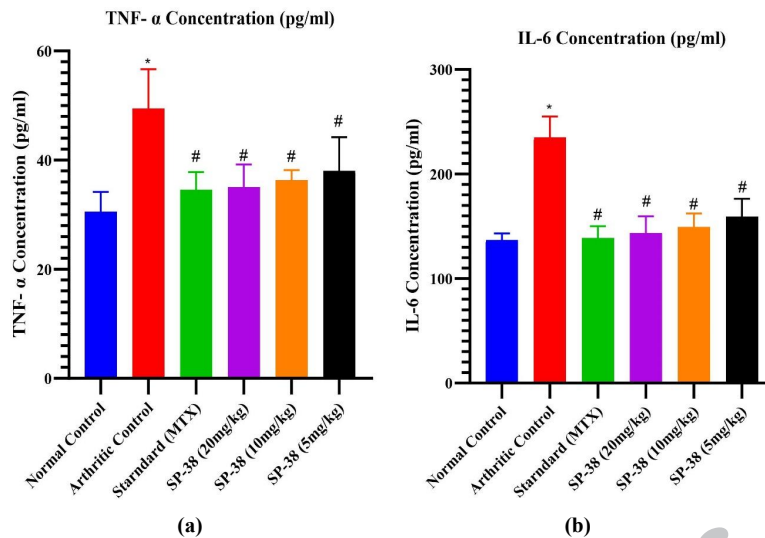 TNF- α Concentration (pg/ml)
TNF- α Concentration (pg/ml)
60
40
20
0
*
#
#
#
#
Normal Control
Arthritic Control
Starndard (MTX)
SP-38 (20mg/kg)
SP-38 (10mg/kg)
SP-38 (5mg/kg)
(a)
IL-6 Concentration (pg/ml)
IL-6 Concentration (pg/ml)
300
200
100
0
*
#
#
#
#
Normal Control
Arthritic Control
Starndard (MTX)
SP-38 (20mg/kg)
SP-38 (10mg/kg)
SP-38 (5mg/kg)
(b)